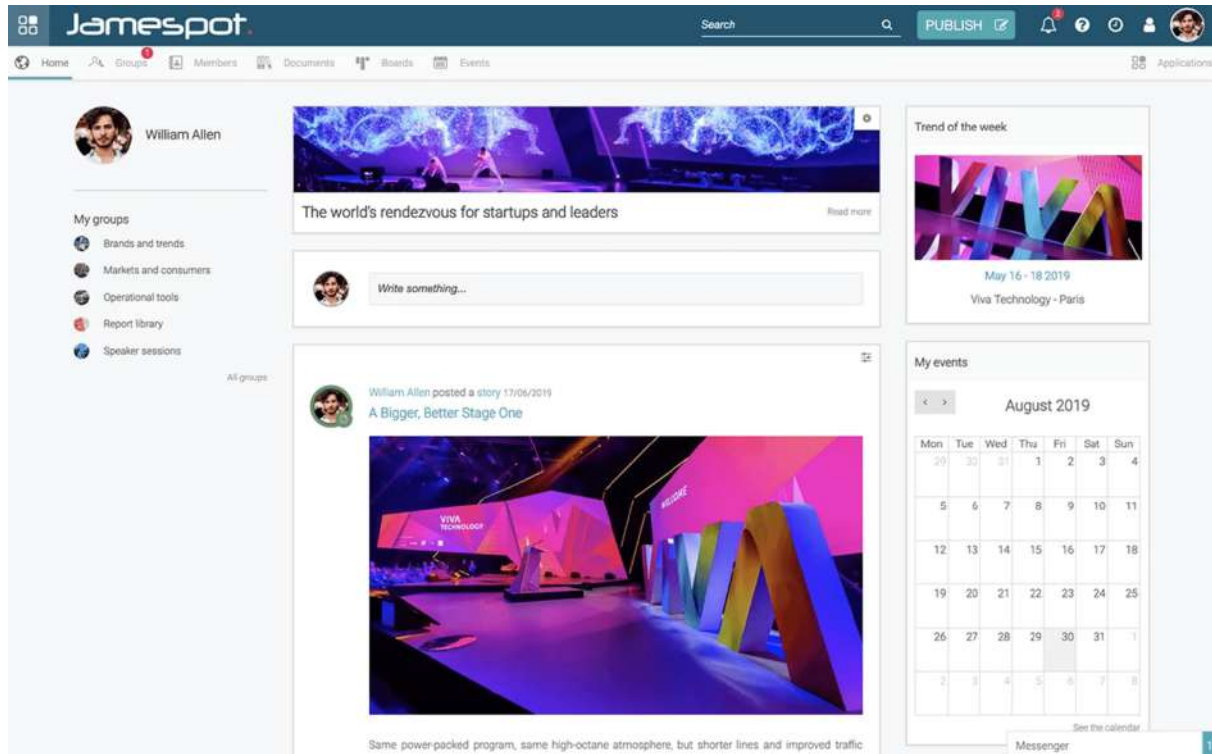 Jamespot.
Search
PUBLISH
2
Home
Groups
1
Members
Documents
Boards
Events
Applications
William Allen
My groups
Brands and trends
Markets and consumers
Operational tools
Report library
Speaker sessions
All groups
The world's rendezvous for startups and leaders
Read more
Write something...
William Allen posted a story 17/06/2019
A Bigger, Better Stage One
VIVA
TECHNOLOGY
WELCOME
Same power-packed program, same high-octane atmosphere, but shorter lines and improved traffic
Trend of the week
VIVA
May 16 - 18 2019
Viva Technology - Paris
My events
< >
August 2019
Mon Tue Wed Thu Fri Sat Sun
29 30 31 1 2 3 4
5 6 7 8 9 10 11
12 13 14 15 16 17 18
19 20 21 22 23 24 25
26 27 28 29 30 31 1
2 3 4 5 6 7 8
See the calendar
Messenger